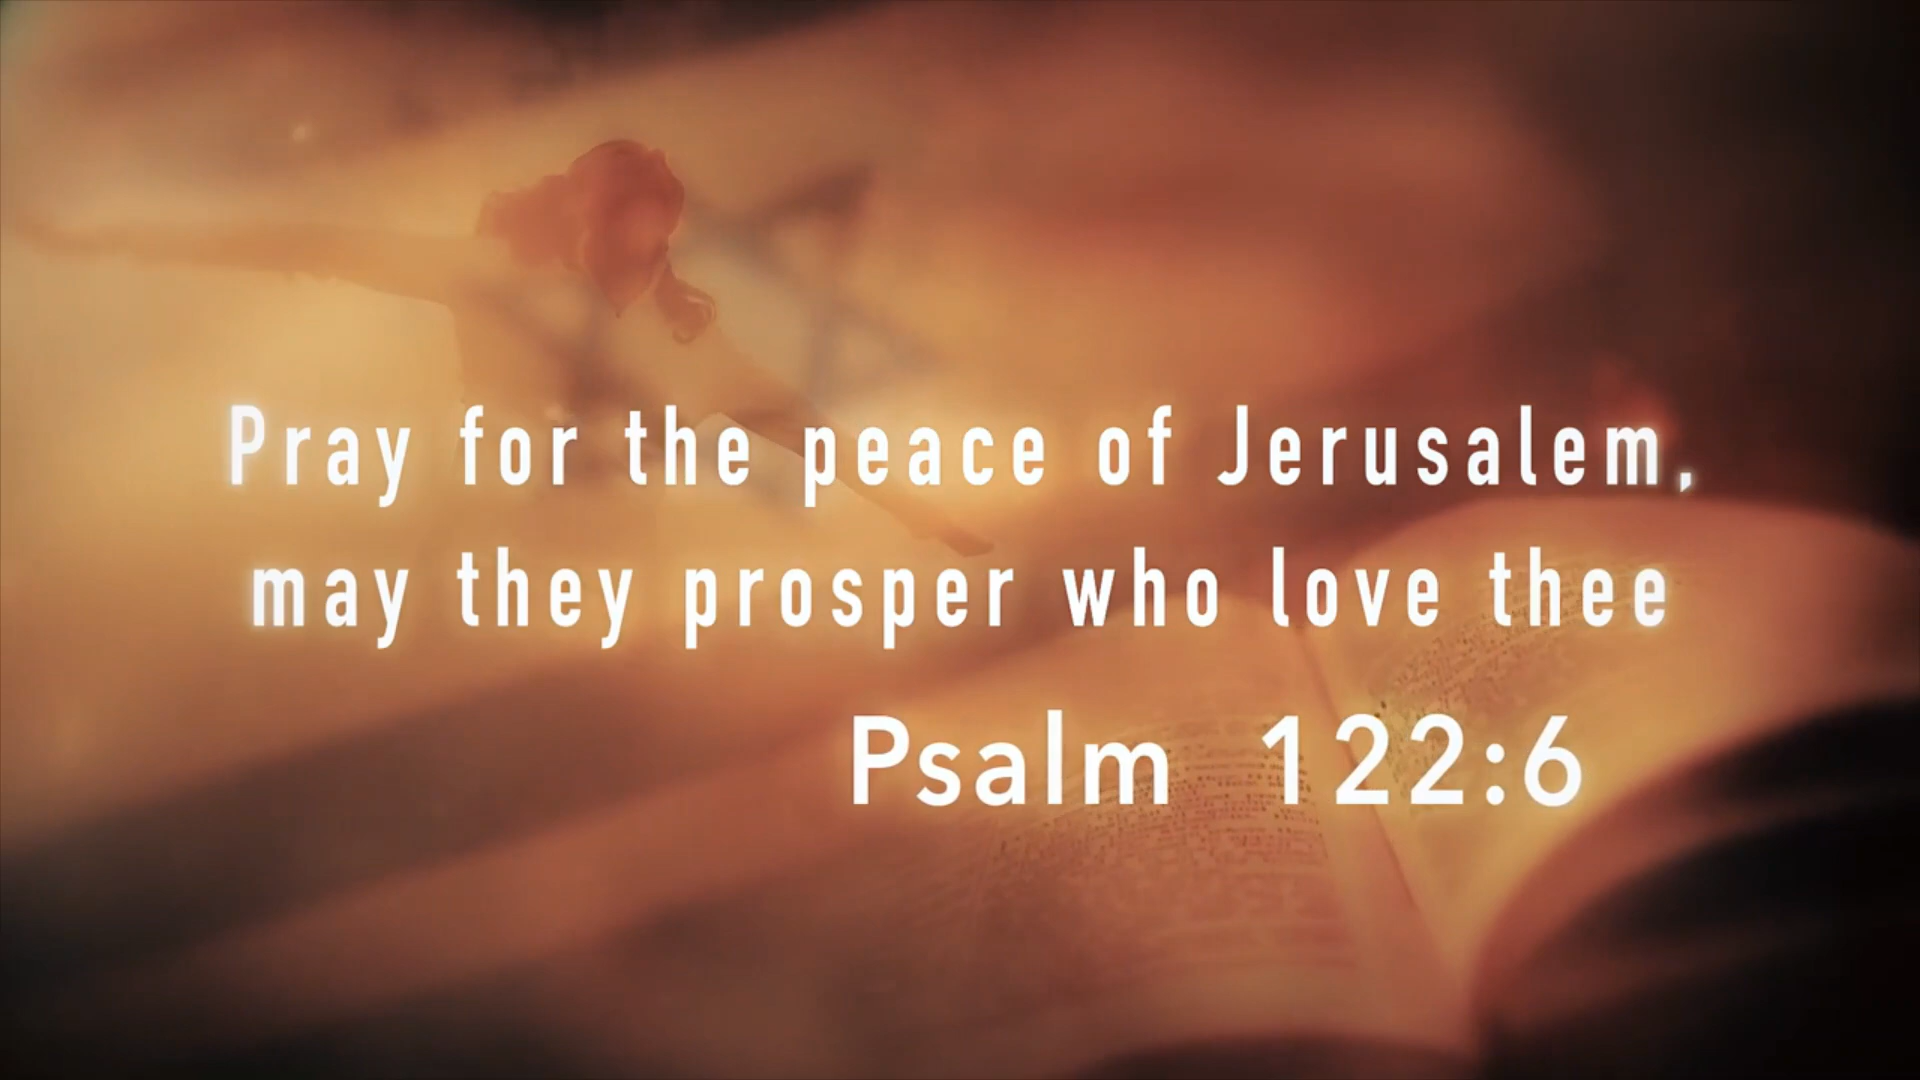 Pray for the peace of Jerusalem,
may they prosper who love thee
Psalm 122:6